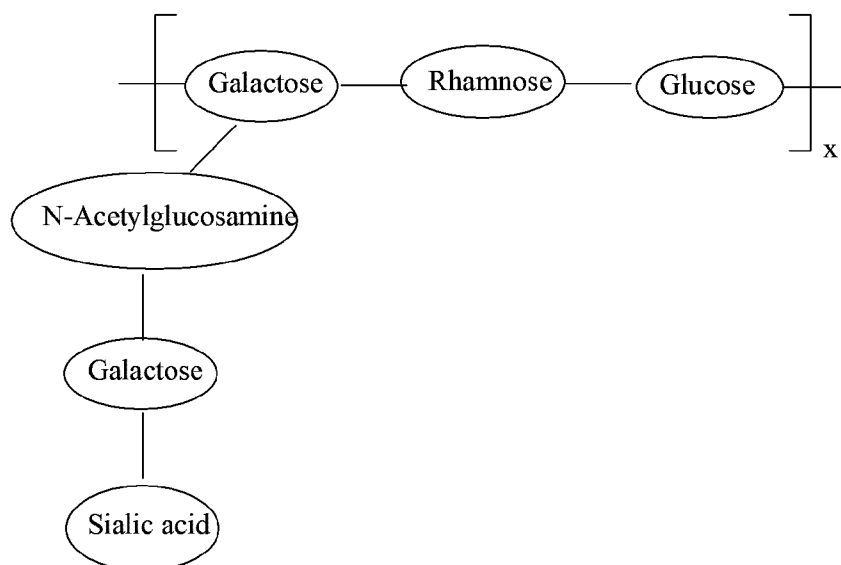 Galactose Rhamnose Glucose
x
N-Acetylglucosamine
Galactose
Sialic acid